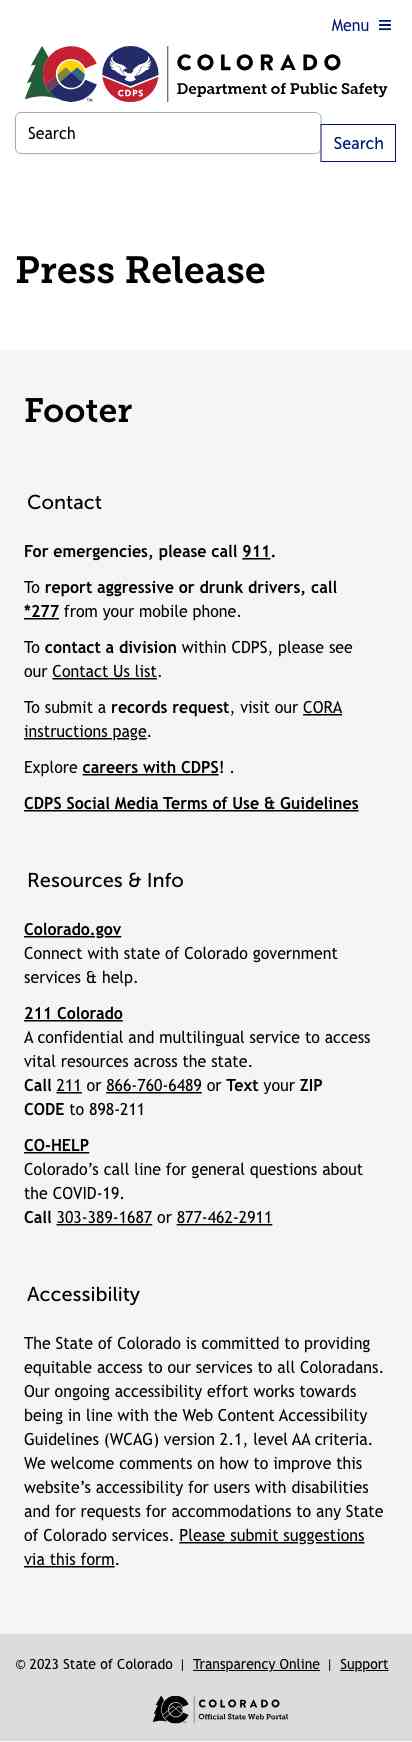 Menu
COLORADO
Department of Public Safety
CDPS
Search
Search
Press Release
Footer
Contact
For emergencies, please call 911.
To report aggressive or drunk drivers, call
*277 from your mobile phone.
To contact a division within CDPS, please see
our Contact Us list.
To submit a records request, visit our CORA
instructions page.
Explore careers with CDPS! .
CDPS Social Media Terms of Use & Guidelines
Resources & Info
Colorado.gov
Connect with state of Colorado government
services & help.
211 Colorado
A confidential and multilingual service to access
vital resources across the state.
Call 211 or 866-760-6489 or Text your ZIP
CODE to 898-211
CO-HELP
Colorado’s call line for general questions about
the COVID-19.
Call 303-389-1687 or 877-462-2911
Accessibility
The State of Colorado is committed to providing
equitable access to our services to all Coloradans.
Our ongoing accessibility effort works towards
being in line with the Web Content Accessibility
Guidelines (WCAG) version 2.1, level AA criteria.
We welcome comments on how to improve this
website’s accessibility for users with disabilities
and for requests for accommodations to any State
of Colorado services. Please submit suggestions
via this form.
© 2023 State of Colorado | Transparency Online | Support
COLORADO
Official State Web Portal